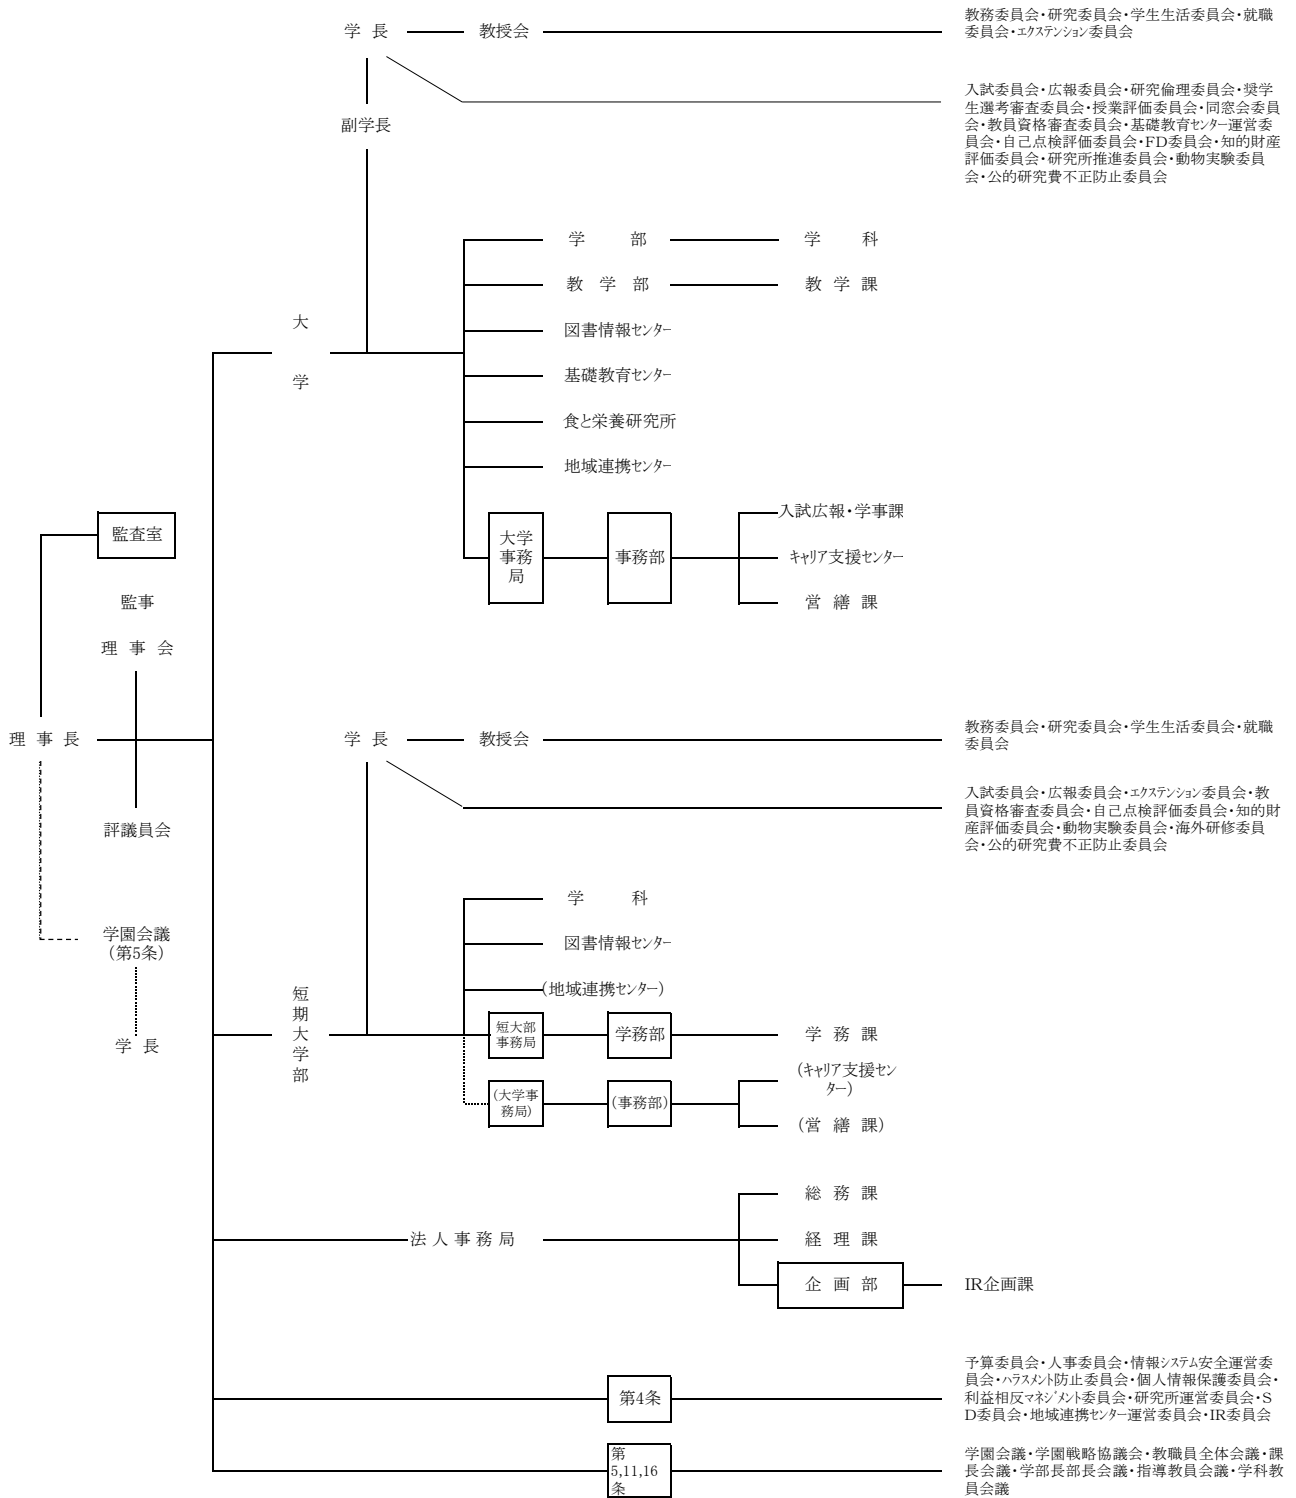 学 長
教授会
教務委員会・研究委員会・学生生活委員会・就職
委員会・エクステンション委員会
入試委員会・広報委員会・研究倫理委員会・奨学
生選考審査委員会・授業評価委員会・同窓会委員
会・教員資格審査委員会・基礎教育センター運営委
員会・自己点検評価委員会・FD委員会・知的財産
評価委員会・研究所推進委員会・動物実験委員
会・公的研究費不正防止委員会
副学長
学 部
学 科
教 学 部
教 学 課
大
学
図書情報センター
基礎教育センター
食と栄養研究所
地域連携センター
大学
事務
局
事務部
入試広報・学事課
キャリア支援センター
営 繕 課
監査室
監事
理 事 会
理 事 長
評議員会
学園会議
(第5条)
学 長
学 長
教授会
教務委員会・研究委員会・学生生活委員会・就職
委員会
入試委員会・広報委員会・エクステンション委員会・教
員資格審査委員会・自己点検評価委員会・知的財
産評価委員会・動物実験委員会・海外研修委員
会・公的研究費不正防止委員会
短
期
大
学
部
学 科
図書情報センター
(地域連携センター)
短大部
事務局
学務部
学 務 課
(大学事
務局)
(事務部)
(キャリア支援セン
ター)
(営 繕 課)
法 人 事 務 局
総 務 課
経 理 課
企 画 部
IR企画課
第4条
予算委員会・人事委員会・情報システム安全運営委
員会・ハラスメント防止委員会・個人情報保護委員会・
利益相反マネジメント委員会・研究所運営委員会・S
D委員会・地域連携センター運営委員会・IR委員会
第
5,11,16
条
学園会議・学園戦略協議会・教職員全体会議・課
長会議・学部長部長会議・指導教員会議・学科教
員会議